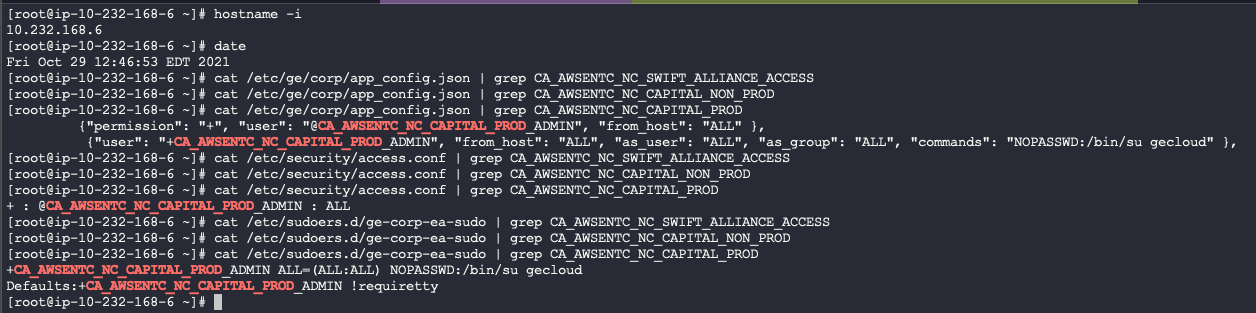 [root@ip-10-232-168-6 ~]# hostname -i
10.232.168.6
[root@ip-10-232-168-6 ~]# date
Fri Oct 29 12:46:53 EDT 2021
[root@ip-10-232-168-6 ~]# cat /etc/ge/corp/app_config.json | grep CA_AWSENTC_NC_SWIFT_ALLIANCE_ACCESS
[root@ip-10-232-168-6 ~]# cat /etc/ge/corp/app_config.json | grep CA_AWSENTC_NC_CAPITAL_NON_PROD
[root@ip-10-232-168-6 ~]# cat /etc/ge/corp/app_config.json | grep CA_AWSENTC_NC_CAPITAL_PROD
{"permission": "+", "user": "@CA_AWSENTC_NC_CAPITAL_PROD_ADMIN", "from_host": "ALL" },
{"user": "+CA_AWSENTC_NC_CAPITAL_PROD_ADMIN", "from_host": "ALL", "as_user": "ALL", "as_group": "ALL", "commands": "NOPASSWD:/bin/su gecloud" },
[root@ip-10-232-168-6 ~]# cat /etc/security/access.conf | grep CA_AWSENTC_NC_SWIFT_ALLIANCE_ACCESS
[root@ip-10-232-168-6 ~]# cat /etc/security/access.conf | grep CA_AWSENTC_NC_CAPITAL_NON_PROD
[root@ip-10-232-168-6 ~]# cat /etc/security/access.conf | grep CA_AWSENTC_NC_CAPITAL_PROD
+ : @CA_AWSENTC_NC_CAPITAL_PROD_ADMIN : ALL
[root@ip-10-232-168-6 ~]# cat /etc/sudoers.d/ge-corp-ea-sudo | grep CA_AWSENTC_NC_SWIFT_ALLIANCE_ACCESS
[root@ip-10-232-168-6 ~]# cat /etc/sudoers.d/ge-corp-ea-sudo | grep CA_AWSENTC_NC_CAPITAL_NON_PROD
[root@ip-10-232-168-6 ~]# cat /etc/sudoers.d/ge-corp-ea-sudo | grep CA_AWSENTC_NC_CAPITAL_PROD
+CA_AWSENTC_NC_CAPITAL_PROD_ADMIN ALL=(ALL:ALL) NOPASSWD:/bin/su gecloud
Defaults:+CA_AWSENTC_NC_CAPITAL_PROD_ADMIN !requiretty
[root@ip-10-232-168-6 ~]#